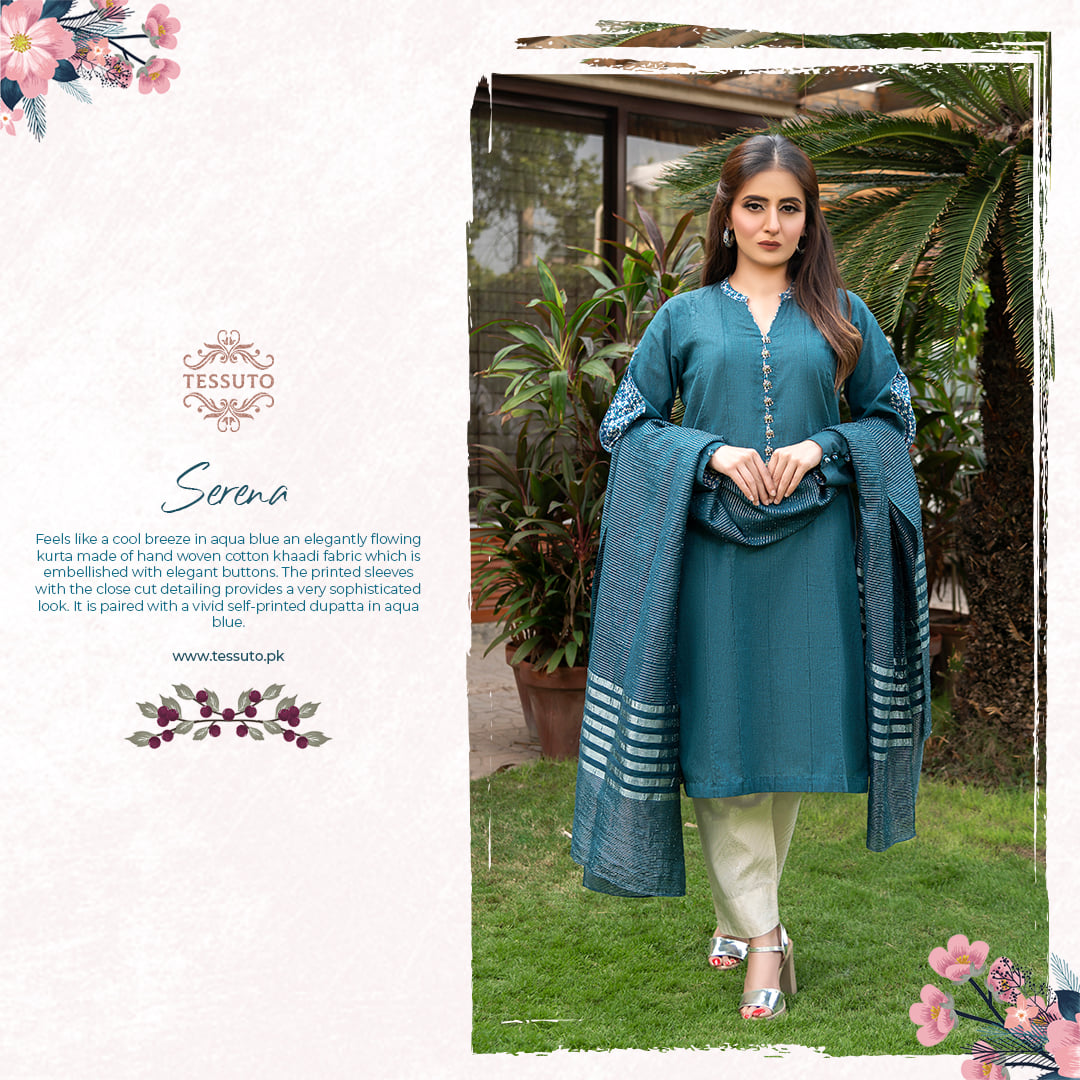 TESSUTO
Serena
Feels like a cool breeze in aqua blue an elegantly flowing
kurta made of hand woven cotton khaadi fabric which is
embellished with elegant buttons. The printed sleeves
with the close cut detailing provides a very sophisticated
look. It is paired with a vivid self-printed dupatta in aqua
blue.
www.tessuto.pk